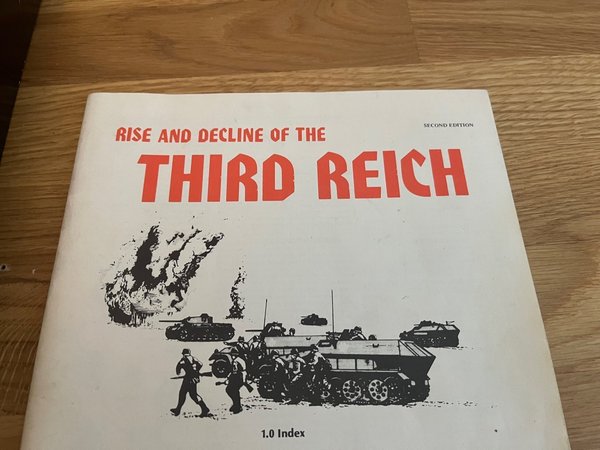 SECOND EDITION
RISE AND DECLINE OF THE
THIRD REICH
1.0 Index